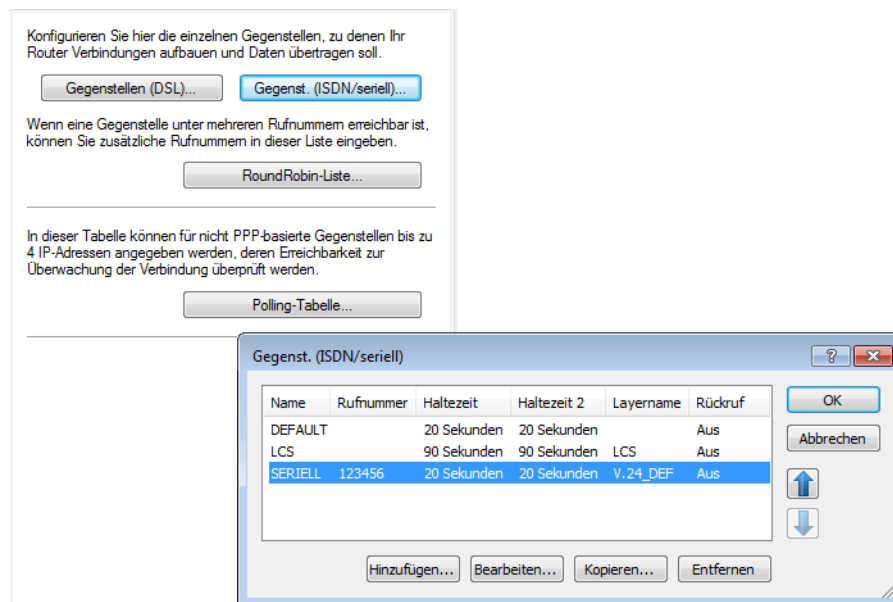 Konfigurieren Sie hier die einzelnen Gegenstellen, zu denen Ihr
Router Verbindungen aufbauen und Daten übertragen soll.
Gegenstellen (DSL)... Gegenst. (ISDN/seriell)...
Wenn eine Gegenstelle unter mehreren Rufnummern erreichbar ist,
können Sie zusätzliche Rufnummern in dieser Liste eingeben.
RoundRobin-Liste...
In dieser Tabelle können für nicht PPP-basierte Gegenstellen bis zu
4 IP-Adressen angegeben werden, deren Erreichbarkeit zur
Überwachung der Verbindung überprüft werden.
Polling-Tabelle...
Gegenst. (ISDN/seriell)
Name Rufnummer Haltezeit Haltezeit 2 Layername Rückruf
DEFAULT 20 Sekunden 20 Sekunden Aus
LCS 90 Sekunden 90 Sekunden LCS Aus
SERIELL 123456 20 Sekunden 20 Sekunden V.24_DEF Aus
OK
Abbrechen
Hinzufügen... Bearbeiten... Kopieren... Entfernen